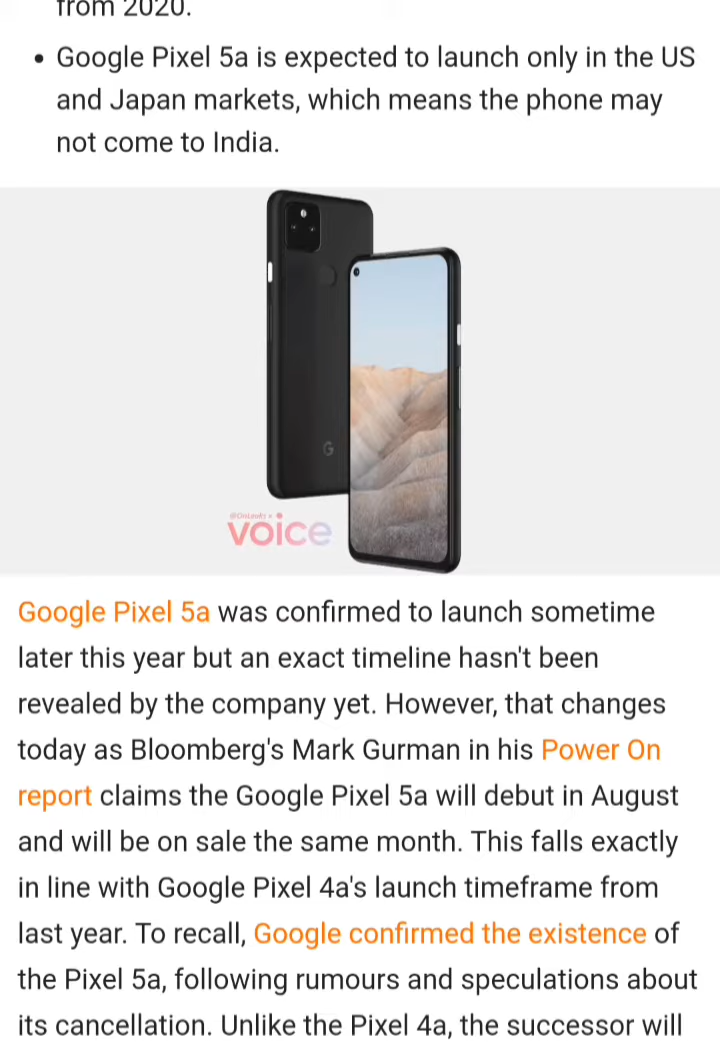 from 2020.
• Google Pixel 5a is expected to launch only in the US
and Japan markets, which means the phone may
not come to India.
G
@OnLeaks x
voice
Google Pixel 5a was confirmed to launch sometime
later this year but an exact timeline hasn't been
revealed by the company yet. However, that changes
today as Bloomberg's Mark Gurman in his Power On
report claims the Google Pixel 5a will debut in August
and will be on sale the same month. This falls exactly
in line with Google Pixel 4a's launch timeframe from
last year. To recall, Google confirmed the existence of
the Pixel 5a, following rumours and speculations about
its cancellation. Unlike the Pixel 4a, the successor will